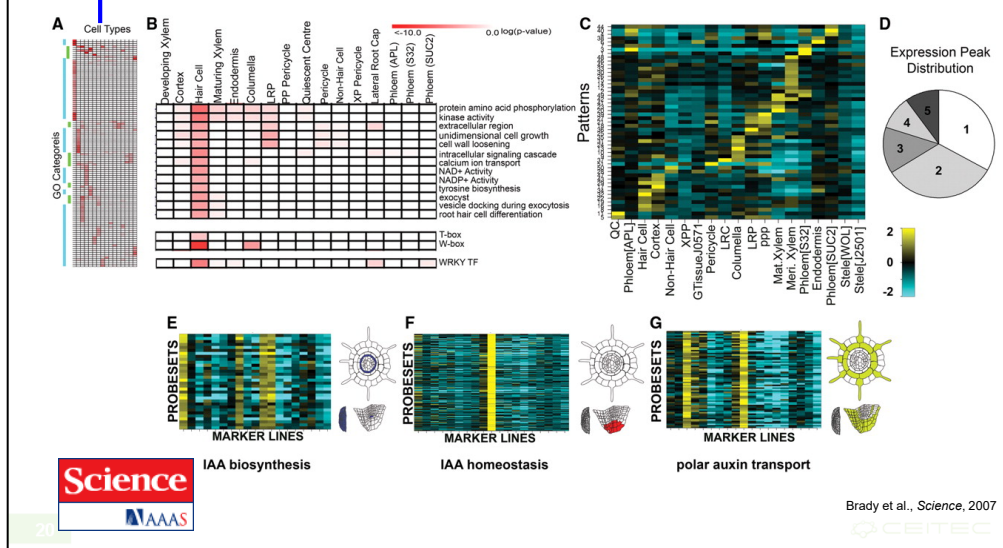 A
Cell Types
GO Categoreis
B
<-10.0
0.0 log(p-value)
Developing Xylem
Cortex
Hair Cell
Maturing Xylem
Endodermis
Columella
LRP
PP Pericycle
Quiescent Centre
Pericycle
Non-Hair Cell
XP Pericycle
Lateral Root Cap
Phloem (APL)
Phloem (S32)
Phloem (SUC2)
protein amino acid phosphorylation
kinase activity
extracellular region
unidimensional cell growth
cell wall loosening
intracellular signaling cascade
calcium ion transport
NAD+ Activity
NADP+ Activity
tyrosine biosynthesis
exocyst
vesicle docking during exocytosis
root hair cell differentiation
T-box
W-box
WRKY TF
C
Patterns
QC
Phloem[APL]
Hair Cell
Cortex
Non-Hair Cell
XPP
GTissueJ0571
Pericycle
LRC
Columella
LRP
ppp
Mat.Xylem
Meri. Xylem
Phloem[S32]
Endodermis
Phloem[SUC2]
Stele[WOL]
Stele[J2501]
D
Expression Peak
Distribution
1
2
3
4
5
2
0
-2
E
PROBESETS
MARKER LINES
IAA biosynthesis
F
PROBESETS
MARKER LINES
IAA homeostasis
G
PROBESETS
MARKER LINES
polar auxin transport
Science
AAAS
Brady et al., Science, 2007
20
CEITEC